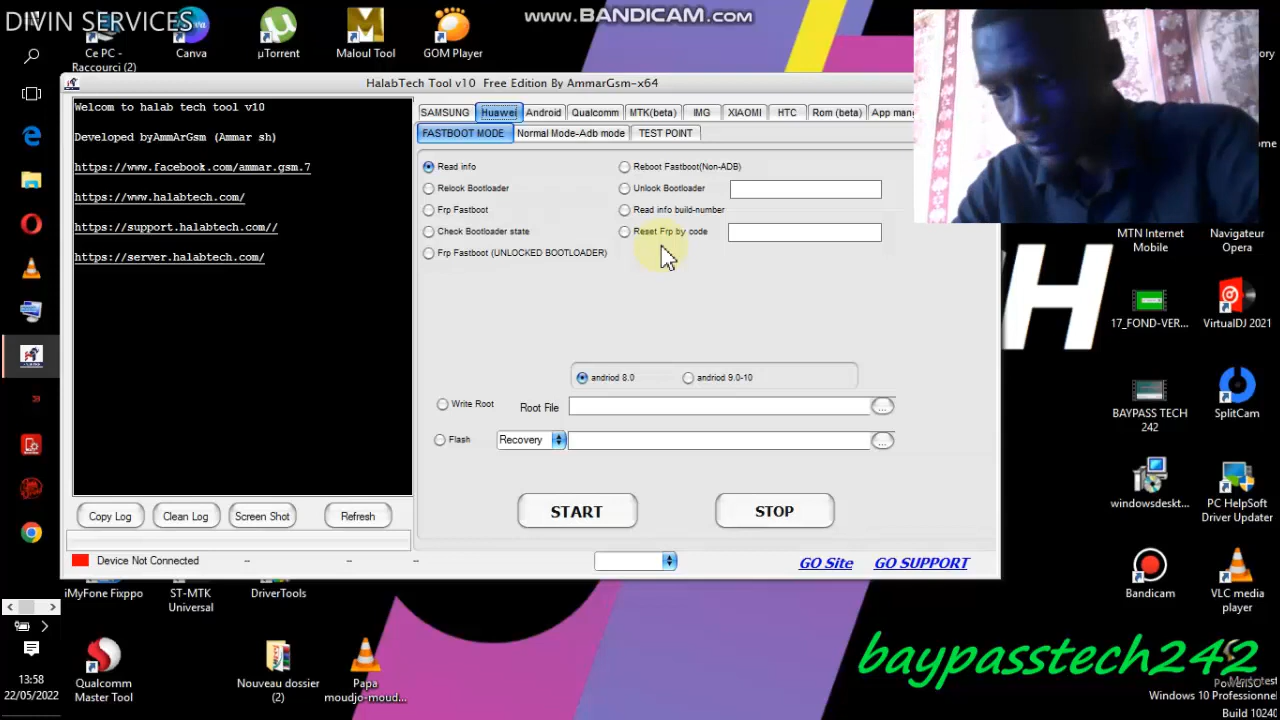 DIVIN SERVICES
www.BANDICAM.com
Ce PC -
Raccourci (2)
Canva
µTorrent
Maloul Tool
GOM Player
HalabTech Tool v10 Free Edition By AmmarGsm-x64
Welcom to halab tech tool v10
Developed byAmmArGsm (Ammar sh)
https://www.facebook.com/ammar.gsm.7
https://www.halabtech.com/
https://support.halabtech.com//
https://server.halabtech.com/
SAMSUNG Huawei Android Qualcomm MTK(beta) IMG XIAOMI HTC Rom (beta) App mang
FASTBOOT MODE Normal Mode-Adb mode TEST POINT
Read info
Reboot Fastboot(Non-ADB)
Relock Bootloader
Unlock Bootloader
Frp Fastboot
Read info build-number
Check Bootloader state
Reset Frp by code
Frp Fastboot (UNLOCKED BOOTLOADER)
andriod 8.0
andriod 9.0-10
Write Root
Root File
...
Flash
Recovery
...
START
STOP
Copy Log
Clean Log
Screen Shot
Refresh
Device Not Connected
--
--
--
GO Site
GO SUPPORT
MTN Internet
Mobile
Navigateur
Opera
17_FOND-VER...
VirtualDJ 2021
BAYPASS TECH
242
SplitCam
windowsdeskt...
PC HelpSoft
Driver Updater
Bandicam
VLC media
player
iMyFone Fixppo
ST-MTK
Universal
DriverTools
Qualcomm
Master Tool
Nouveau dossier
(2)
Papa
moudjo-moud...
13:58
22/05/2022
baypasstech242
Windows 10 Professionnel
Build 10240